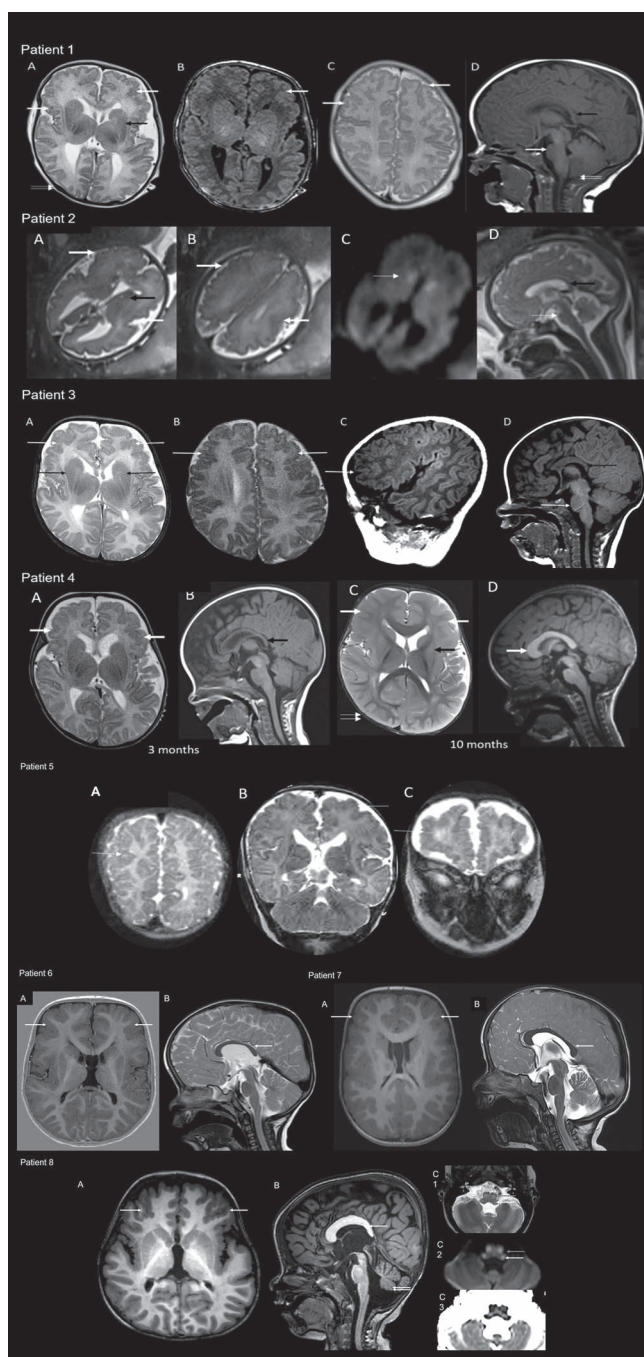 Patient 1
A B C D
Patient 2
A B C D
Patient 3
A B C D
Patient 4
A B C D
3 months 10 months
Patient 5
A B C
Patient 6 Patient 7
A B A B
Patient 8
A B C
1
C
2
C
3